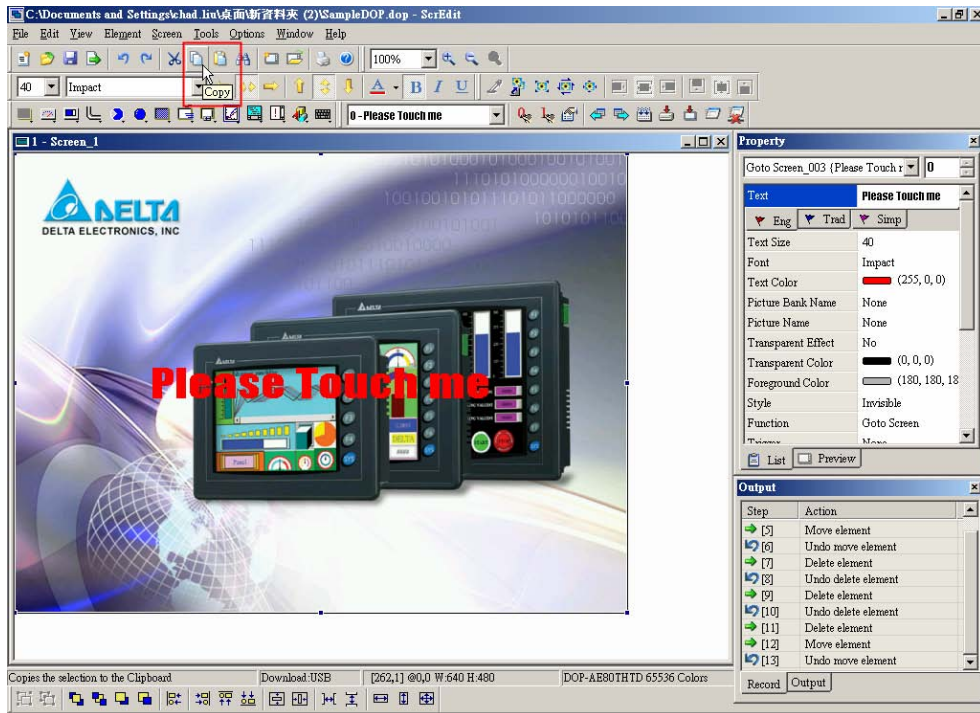 C:\Documents and Settings\chad.liu\桌面\新資料夾 (2)\SampleDOP.dop - ScrEdit
File Edit View Element Screen Tools Options Window Help
100%
40 Impact
Copy
B I U
0 - Please Touch me
1 - Screen_1
DELTA
DELTA ELECTRONICS, INC
Please Touch me
Property
Goto Screen_003 {Please Touch r 0
Text Please Touch me
Eng Trad Simp
Text Size 40
Font Impact
Text Color (255, 0, 0)
Picture Bank Name None
Picture Name None
Transparent Effect No
Transparent Color (0, 0, 0)
Foreground Color (180, 180, 18
Style Invisible
Function Goto Screen
Trigger None
List Preview
Output
Step Action
[5] Move element
[6] Undo move element
[7] Delete element
[8] Undo delete element
[9] Delete element
[10] Undo delete element
[11] Delete element
[12] Move element
[13] Undo move element
Record Output
Copies the selection to the Clipboard Download:USB [262,1] @0,0 W:640 H:480 DOP-AE80THTD 65536 Colors